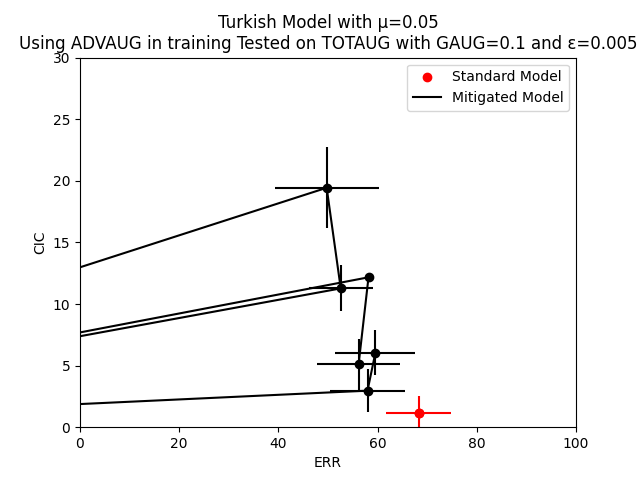 Turkish Model with μ=0.05
Using ADVAUG in training Tested on TOTAUG with GAUG=0.1 and ε=0.005
Standard Model
Mitigated Model
30
25
20
15
10
5
0
CIC
0 20 40 60 80 100
ERR